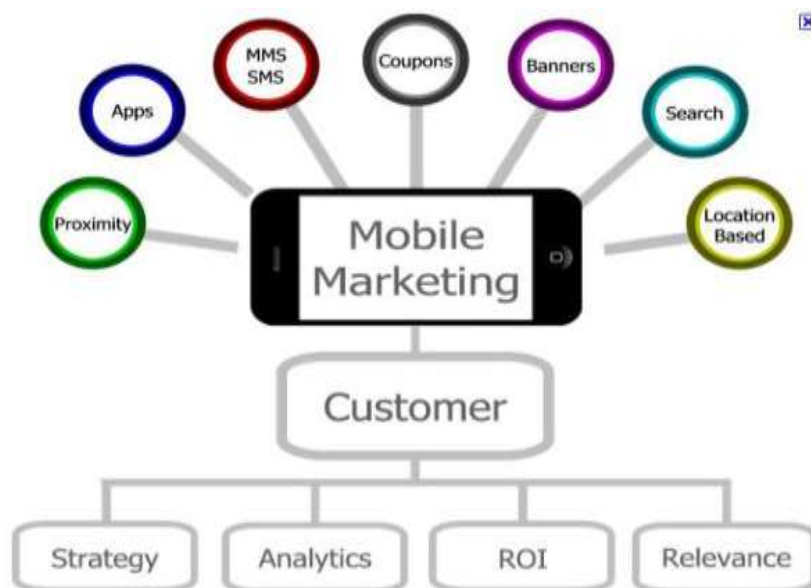 MMS
SMS
Coupons
Banners
Apps
Search
Proximity
Location
Based
Mobile
Marketing
Customer
Strategy
Analytics
ROI
Relevance